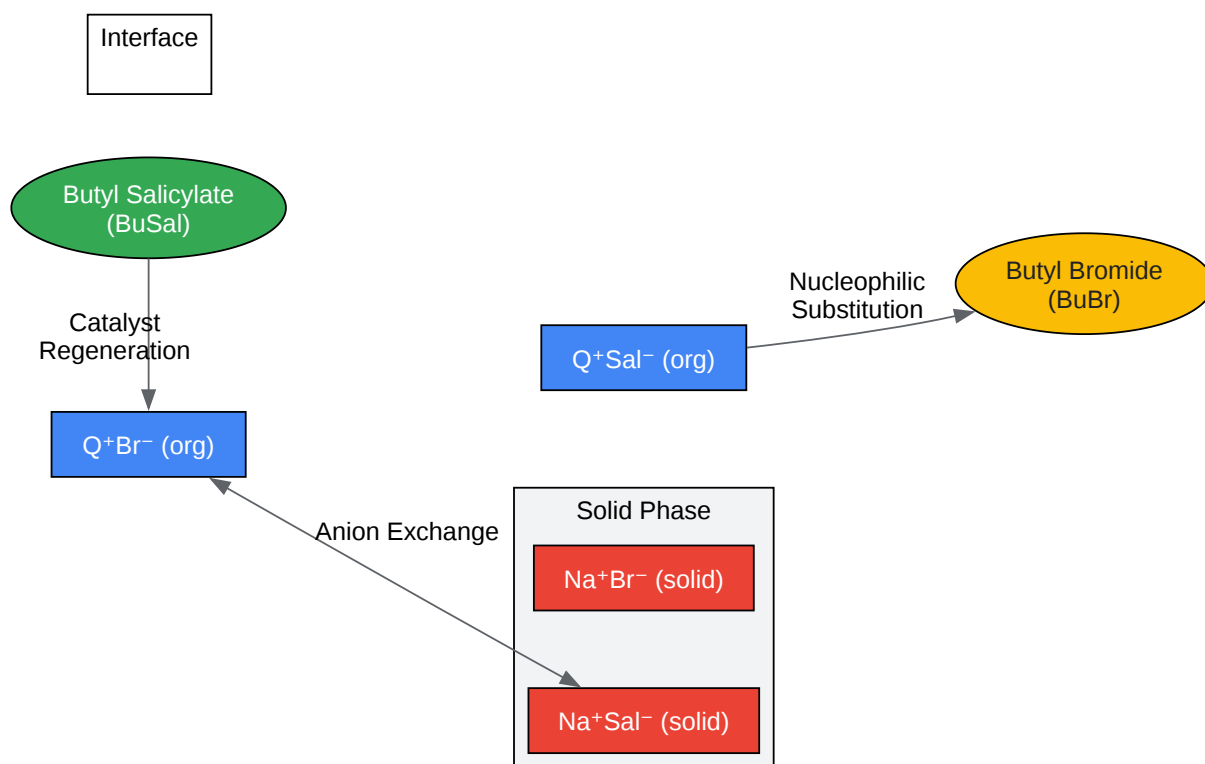 Interface
Butyl Salicylate
(BuSal)
Butyl Bromide
(BuBr)
Nucleophilic
Substitution
Catalyst
Regeneration
Q⁺Sal⁻ (org)
Q⁺Br⁻ (org)
Solid Phase
Anion Exchange
Na⁺Br⁻ (solid)
Na⁺Sal⁻ (solid)